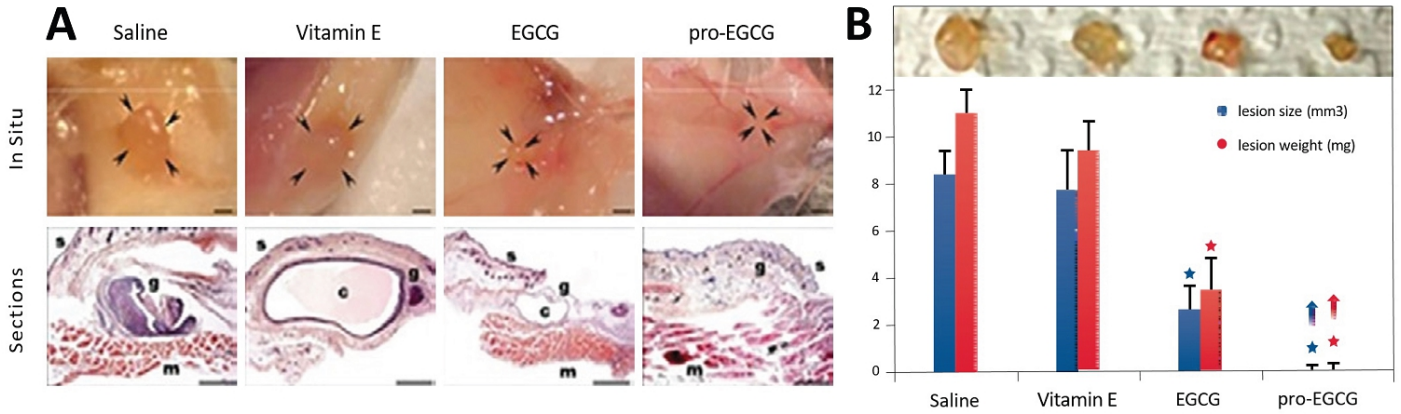 A
Saline Vitamin E EGCG pro-EGCG
In Situ
Sections
s g m
s g c
g c m
g s m
B
lesion size (mm3)
lesion weight (mg)
12
10
8
6
4
2
0
Saline Vitamin E EGCG pro-EGCG